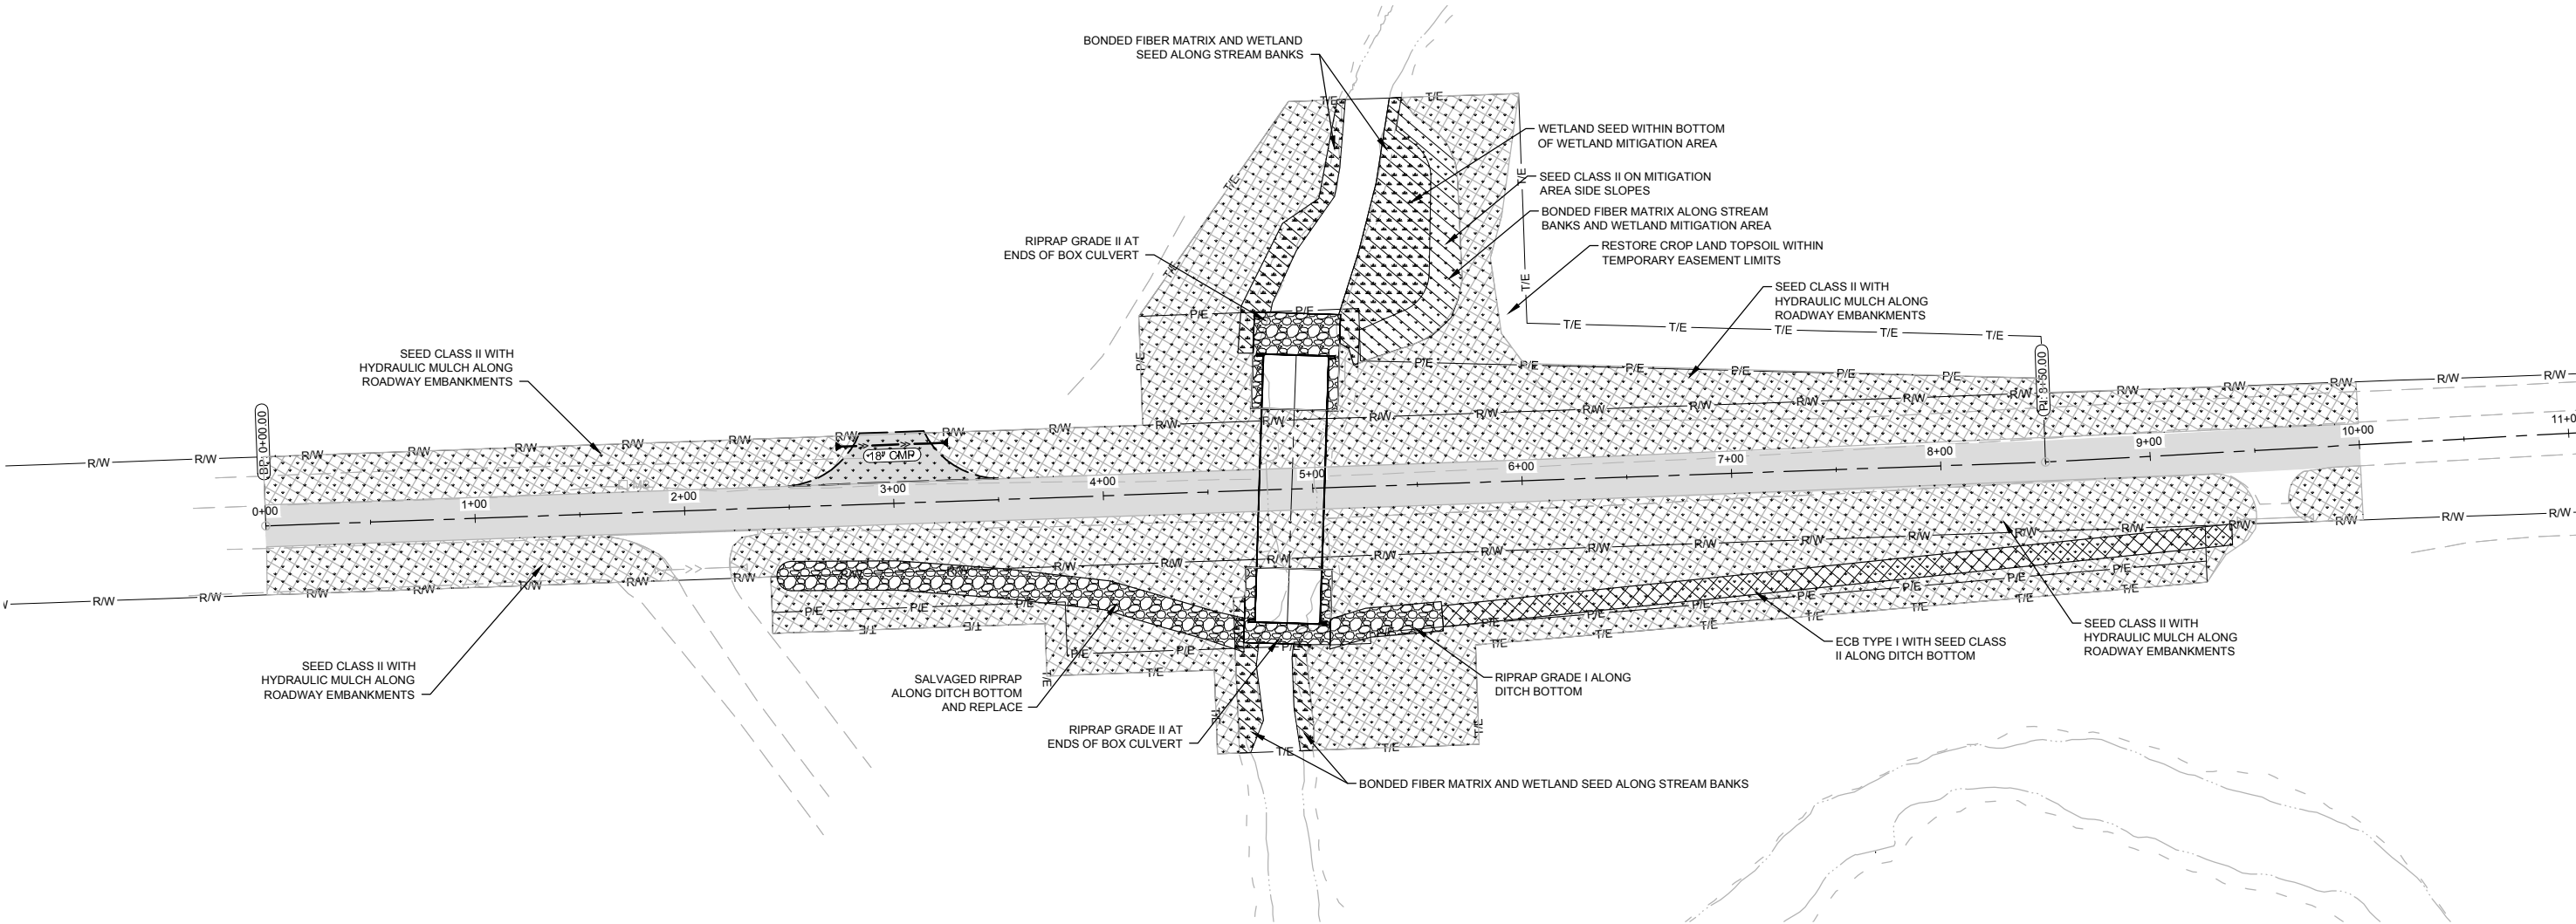 BONDED FIBER MATRIX AND WETLAND
SEED ALONG STREAM BANKS
WETLAND SEED WITHIN BOTTOM
OF WETLAND MITIGATION AREA
SEED CLASS II ON MITIGATION
AREA SIDE SLOPES
BONDED FIBER MATRIX ALONG STREAM
BANKS AND WETLAND MITIGATION AREA
RIPRAP GRADE II AT
ENDS OF BOX CULVERT
RESTORE CROP LAND TOPSOIL WITHIN
TEMPORARY EASEMENT LIMITS
SEED CLASS II WITH
HYDRAULIC MULCH ALONG
ROADWAY EMBANKMENTS
SEED CLASS II WITH
HYDRAULIC MULCH ALONG
ROADWAY EMBANKMENTS
T/E T/E T/E T/E T/E T/E
T/E T/E T/E T/E T/E
P/E P/E P/E
P/E P/E P/E P/E P/E P/E
BP: 0+00.00
PI: 8+50.00
R/W R/W R/W R/W R/W R/W R/W R/W R/W R/W R/W R/W R/W R/W R/W R/W R/W R/W R/W R/W R/W R/W R/W R/W R/W
18" CMP
0+00 1+00 2+00 3+00 4+00 5+00 6+00 7+00 8+00 9+00 10+00
R/W R/W R/W R/W R/W R/W R/W R/W R/W R/W R/W R/W R/W R/W R/W R/W R/W R/W R/W R/W R/W R/W R/W R/W
P/E P/E P/E P/E P/E P/E P/E
P/E P/E P/E P/E P/E P/E P/E P/E
T/E T/E T/E T/E T/E T/E T/E T/E T/E T/E T/E
T/E T/E T/E T/E T/E
SEED CLASS II WITH
HYDRAULIC MULCH ALONG
ROADWAY EMBANKMENTS
SALVAGED RIPRAP
ALONG DITCH BOTTOM
AND REPLACE
RIPRAP GRADE II AT
ENDS OF BOX CULVERT
RIPRAP GRADE I ALONG
DITCH BOTTOM
ECB TYPE I WITH SEED CLASS
II ALONG DITCH BOTTOM
SEED CLASS II WITH
HYDRAULIC MULCH ALONG
ROADWAY EMBANKMENTS
BONDED FIBER MATRIX AND WETLAND SEED ALONG STREAM BANKS